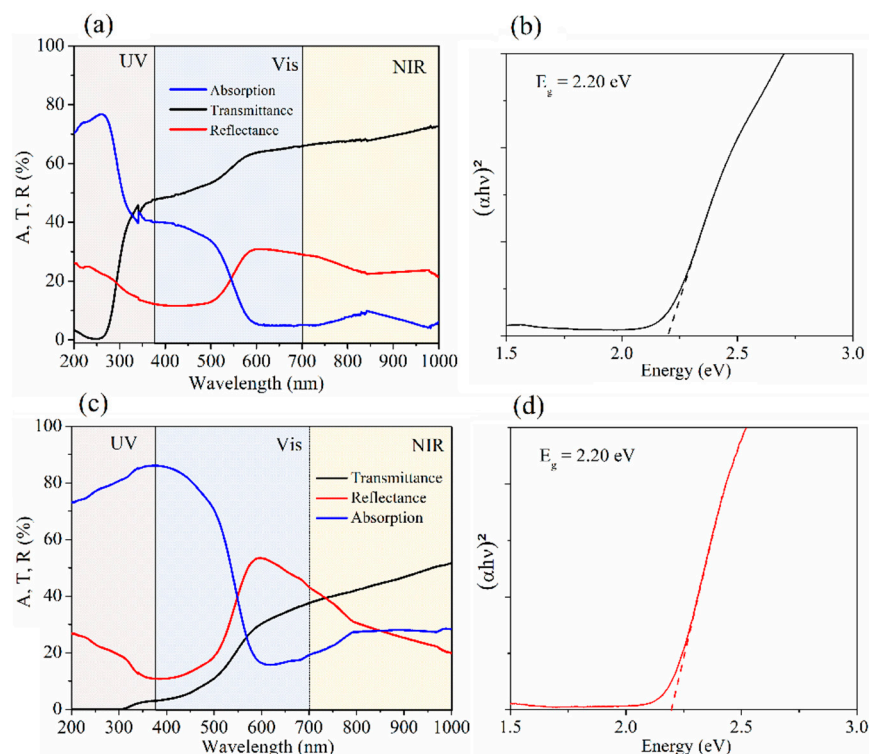 (a)
UV
Vis
NIR
Absorption
Transmittance
Reflectance
A, T, R (%)
100
80
60
40
20
0
200 300 400 500 600 700 800 900 1000
Wavelength (nm)
(b)
E_g = 2.20 eV
(αhν)²
1.5 2.0 2.5 3.0
Energy (eV)
(c)
UV
Vis
NIR
Transmittance
Reflectance
Absorption
A, T, R (%)
100
80
60
40
20
0
200 300 400 500 600 700 800 900 1000
Wavelength (nm)
(d)
E_g = 2.20 eV
(αhν)²
1.5 2.0 2.5 3.0
Energy (eV)